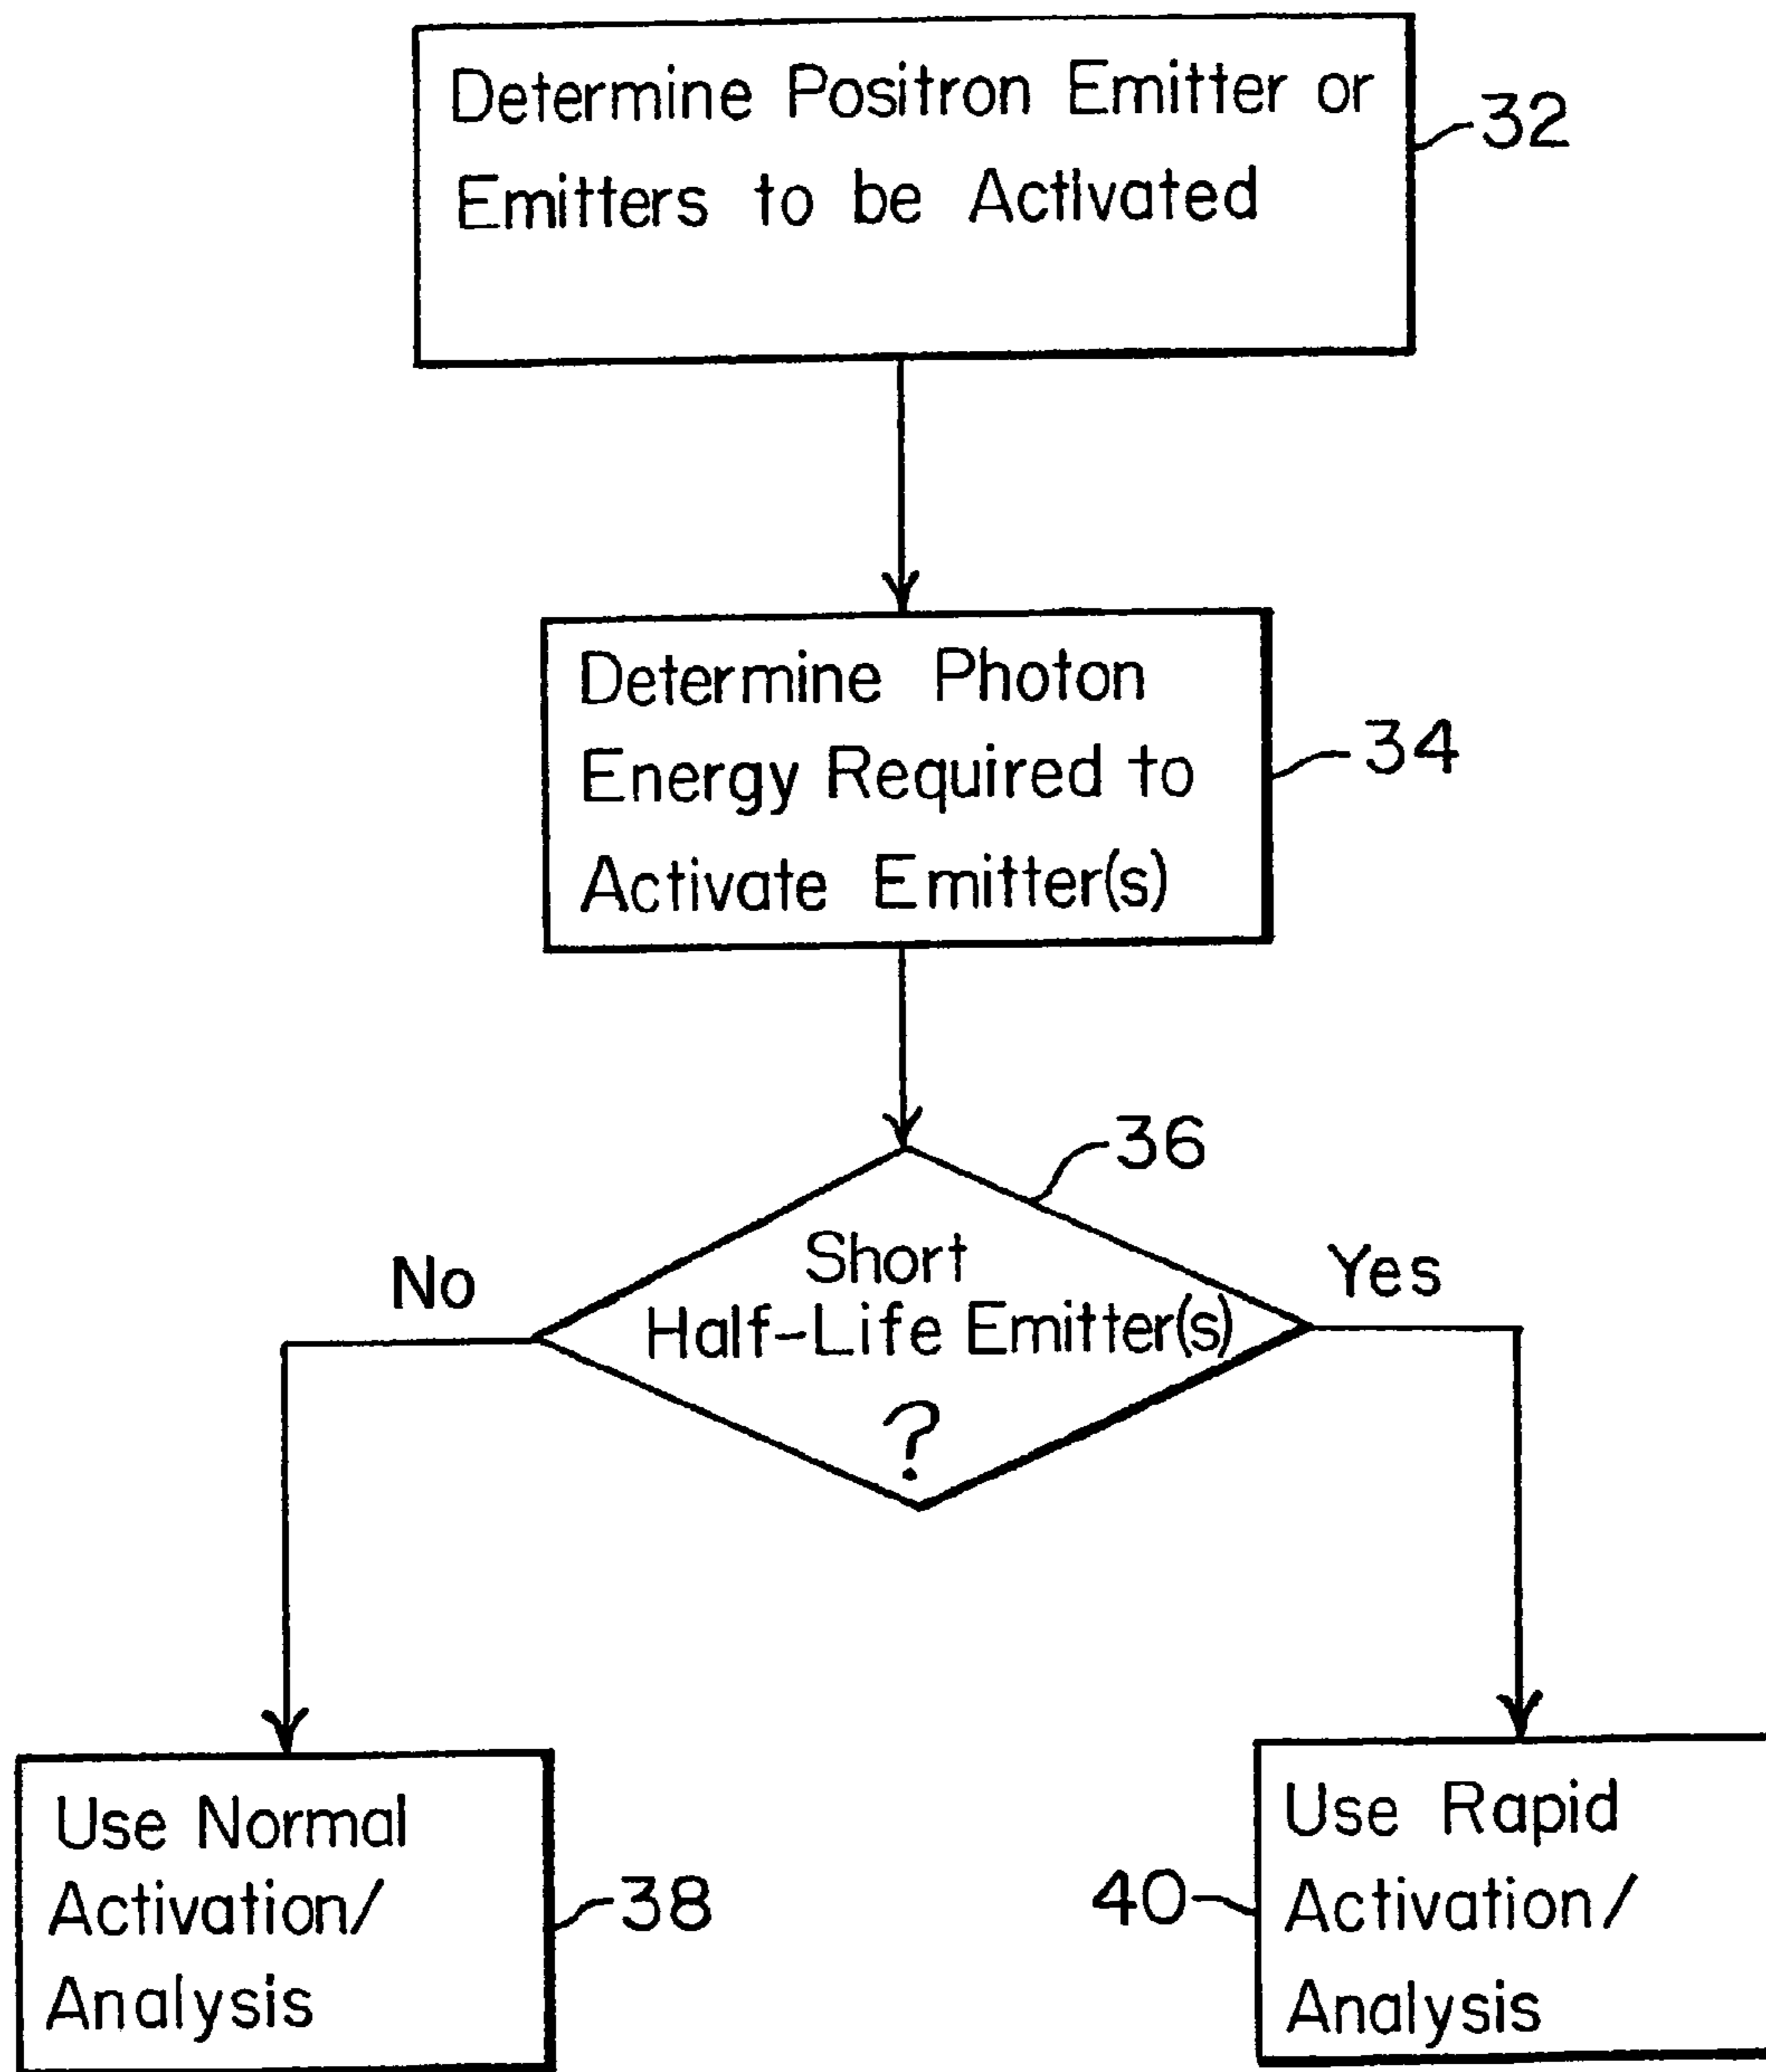 Determine Positron Emitter or
Emitters to be Activated
32
Determine Photon
Energy Required to
Activate Emitter(s)
34
36
Short
Half-Life Emitter(s)
?
No
Yes
Use Normal
Activation/
Analysis
38
40
Use Rapid
Activation/
Analysis